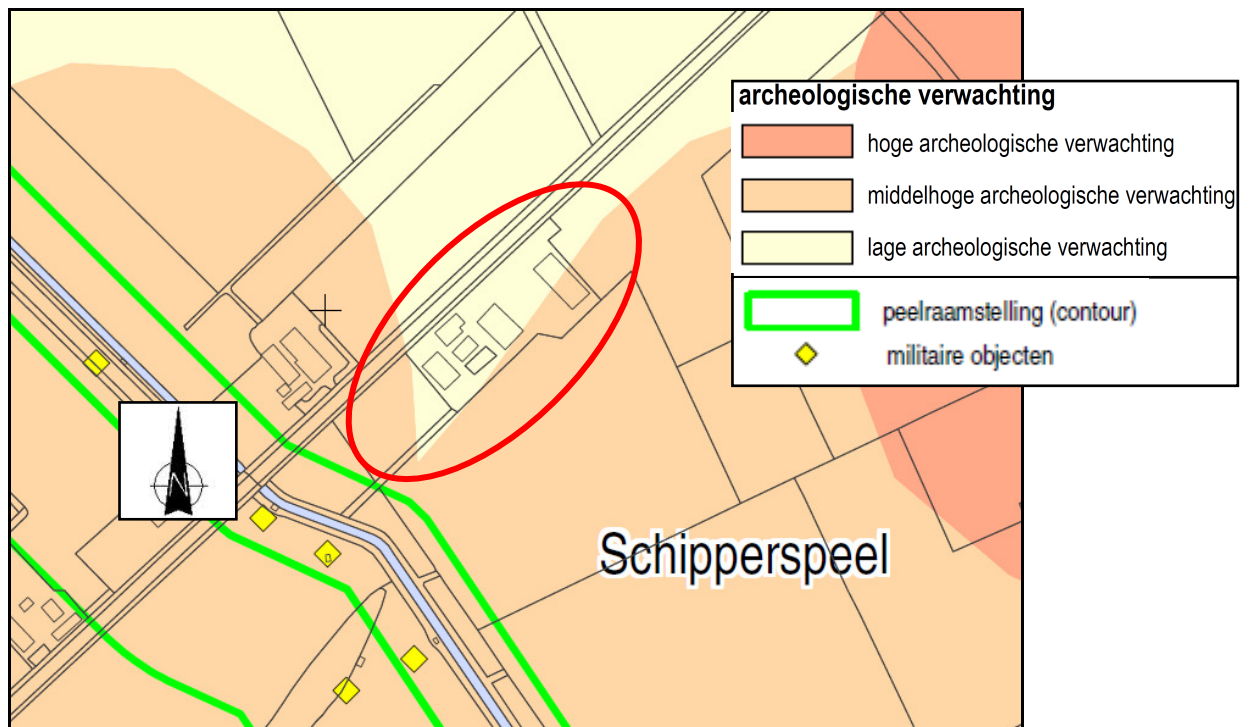 archeologische verwachting
hoge archeologische verwachting
middelhoge archeologische verwachting
lage archeologische verwachting
peelraamstelling (contour)
militaire objecten
N
Schipperspeel